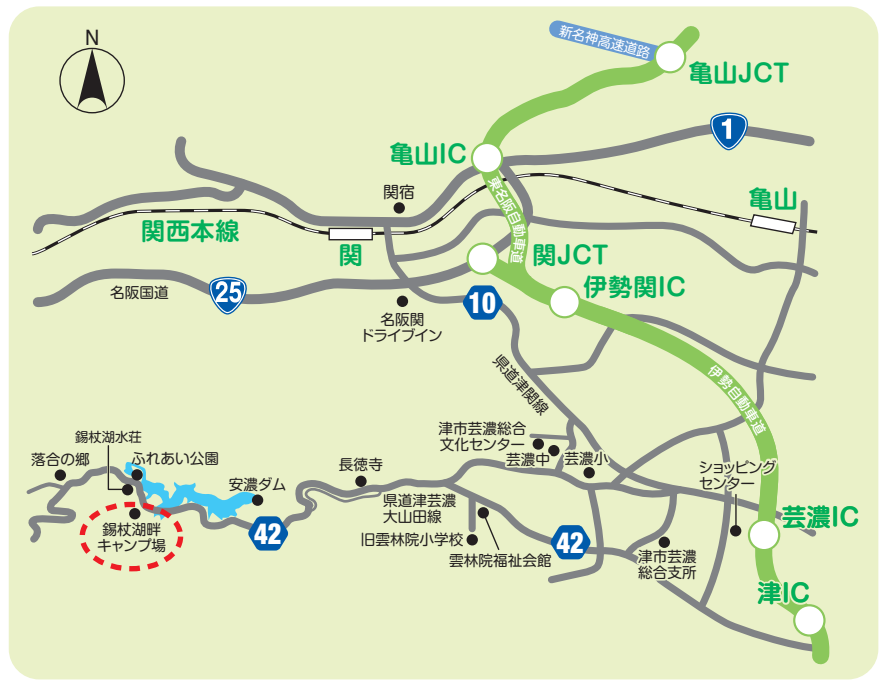 N
新名神高速道路
亀山JCT
1
亀山IC
関宿
東名阪自動車道
亀山
関西本線
関
関JCT
伊勢関IC
名阪国道
25
10
名阪関
ドライブイン
県道津関線
伊勢自動車道
津市芸濃総合
文化センター
芸濃中
芸濃小
ショッピング
センター
錫杖湖水荘
落合の郷
ふれあい公園
安濃ダム
長徳寺
県道津芸濃
大山田線
錫杖湖畔
キャンプ場
42
旧雲林院小学校
雲林院福祉会館
42
津市芸濃
総合支所
芸濃IC
津IC